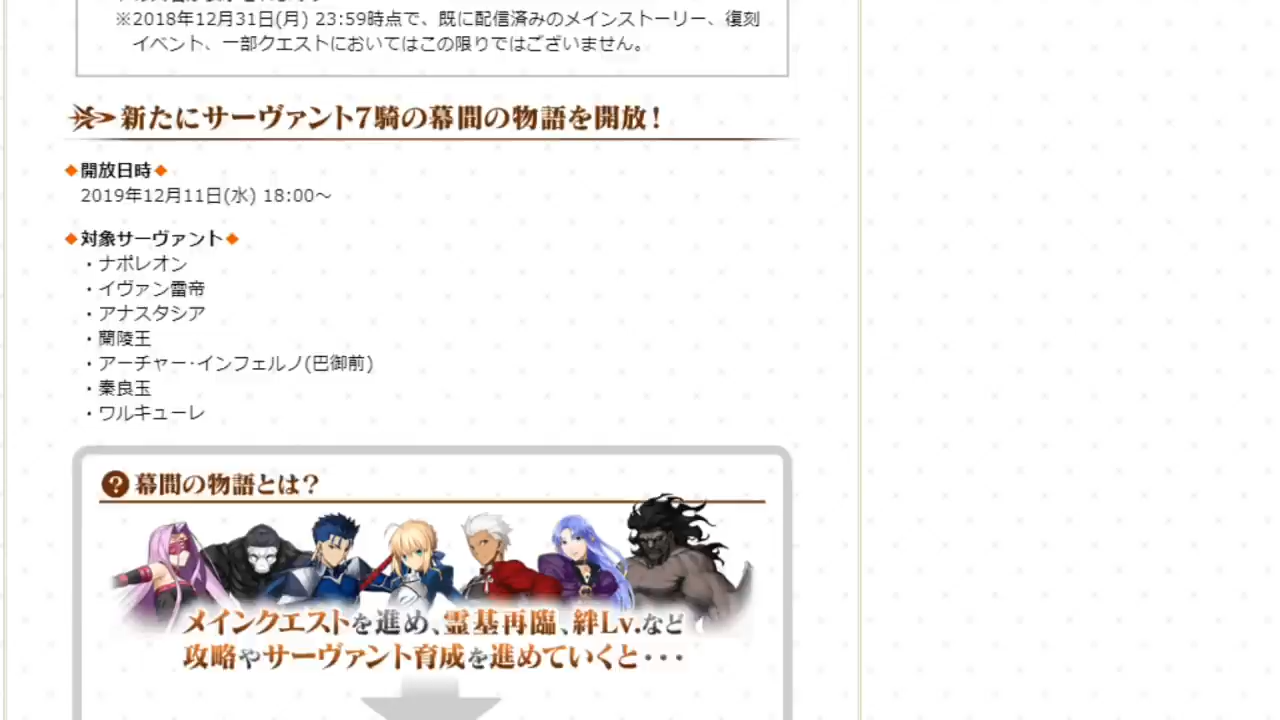 ※2018年12月31日(月) 23:59時点で、既に配信済みのメインストーリー、復刻
イベント、一部クエストにおいてはこの限りではございません。
新たにサーヴァント7騎の幕間の物語を開放！
◆開放日時◆
2019年12月11日(水) 18:00～
◆対象サーヴァント◆
・ナポレオン
・イヴァン雷帝
・アナスタシア
・蘭陵王
・アーチャー・インフェルノ(巴御前)
・秦良玉
・ワルキューレ
? 幕間の物語とは？
メインクエストを進め、霊基再臨、絆Lv.など
攻略やサーヴァント育成を進めていくと・・・